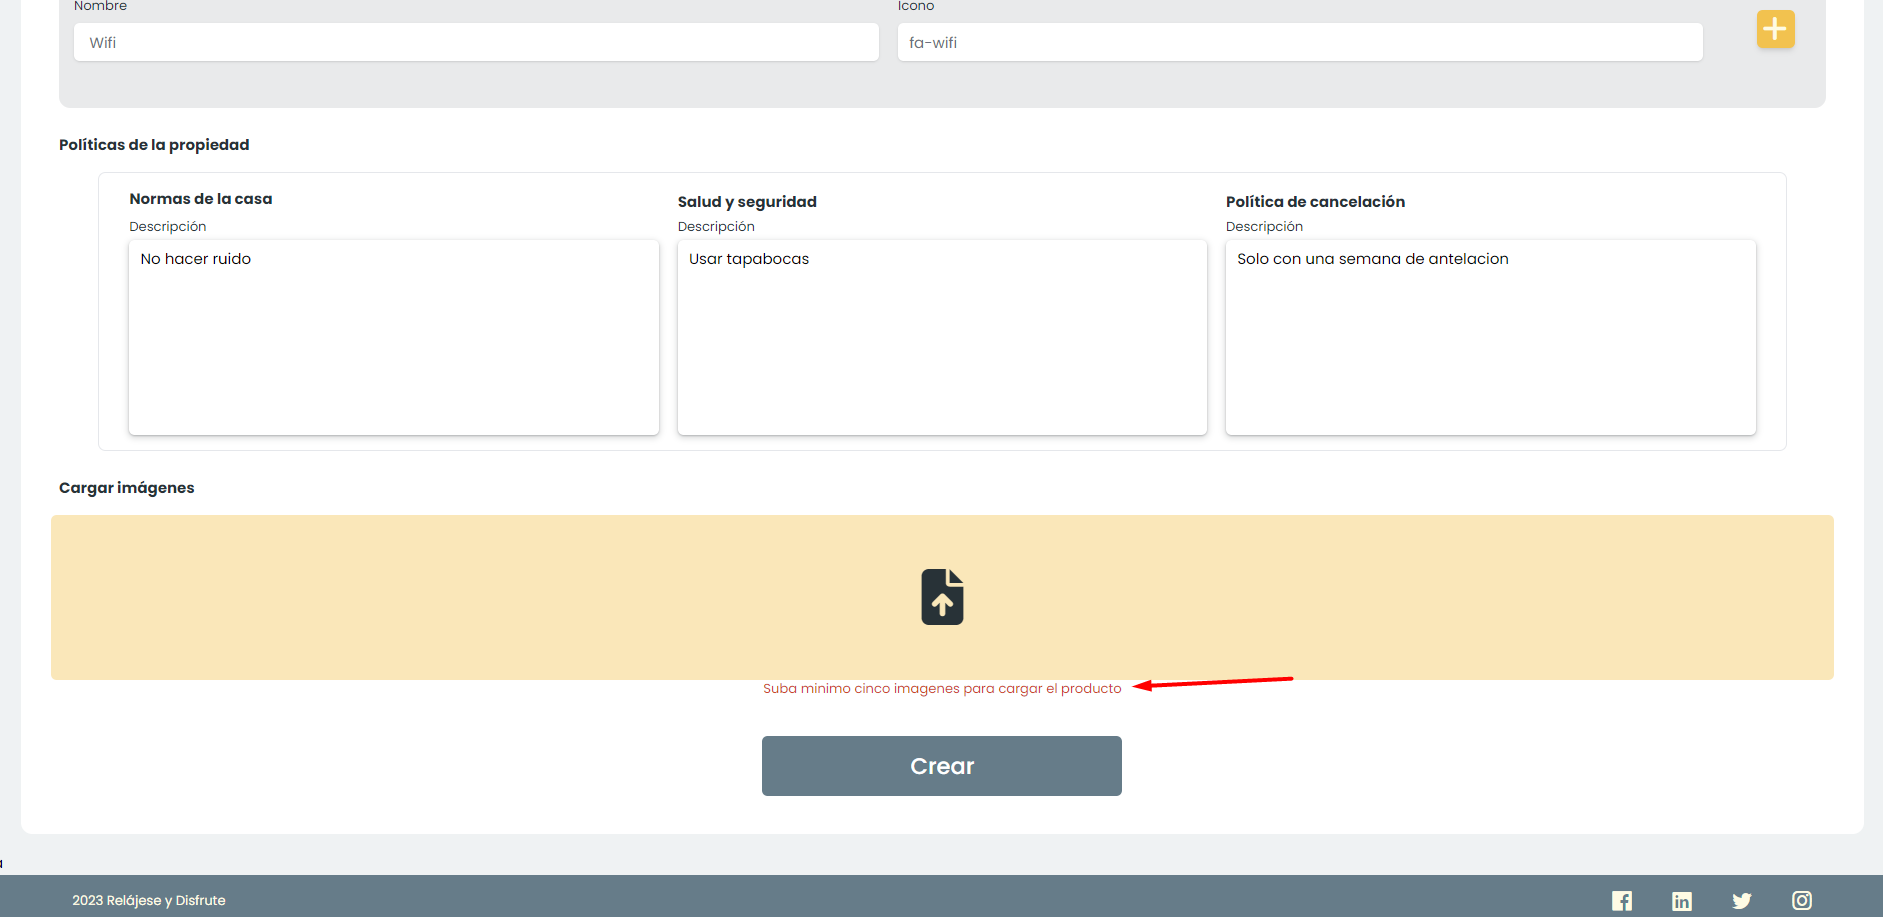 Nombre
Icono
Wifi
fa-wifi
Políticas de la propiedad
Normas de la casa
Descripción
No hacer ruido
Salud y seguridad
Descripción
Usar tapabocas
Política de cancelación
Descripción
Solo con una semana de antelacion
Cargar imágenes
Suba minimo cinco imagenes para cargar el producto
Crear
2023 Relájese y Disfrute